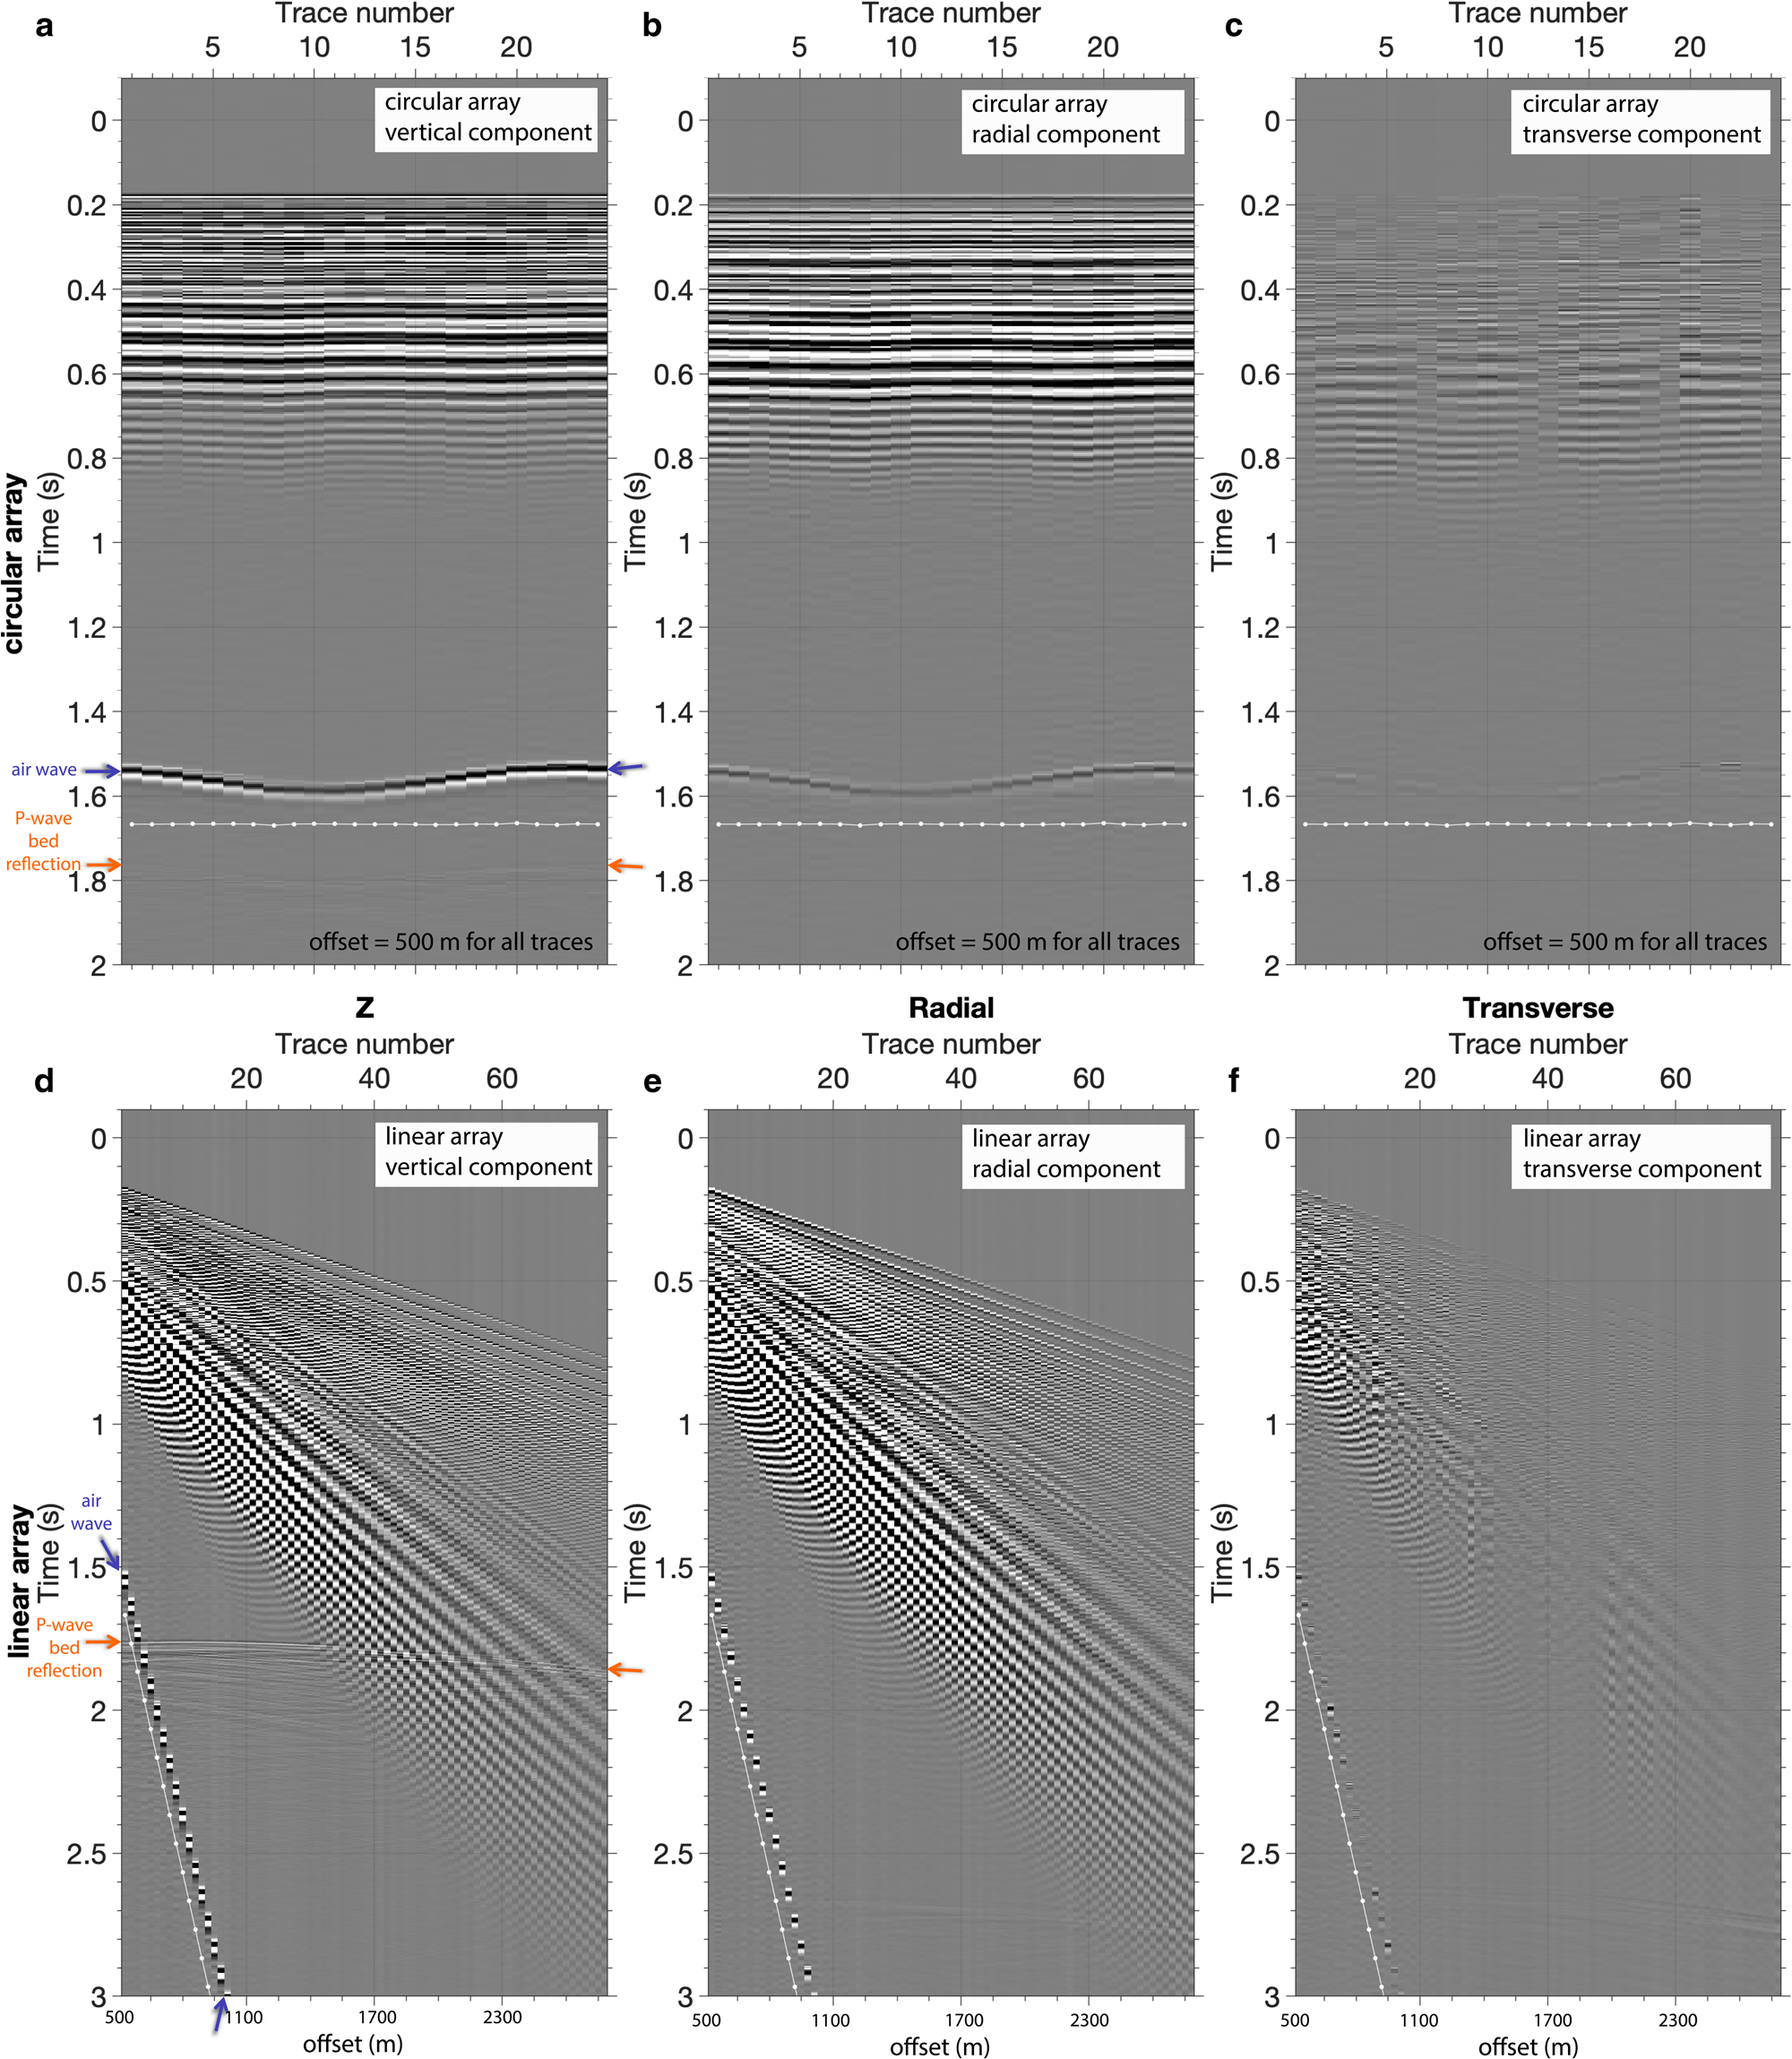 a
Trace number
5 10 15 20
circular array
vertical component
0
0.2
0.4
0.6
0.8
1
1.2
1.4
1.6
1.8
2
Time (s)
circular array
air wave
P-wave
bed
reflection
offset = 500 m for all traces
b
Trace number
5 10 15 20
circular array
radial component
0
0.2
0.4
0.6
0.8
1
1.2
1.4
1.6
1.8
2
Time (s)
offset = 500 m for all traces
c
Trace number
5 10 15 20
circular array
transverse component
0
0.2
0.4
0.6
0.8
1
1.2
1.4
1.6
1.8
2
Time (s)
offset = 500 m for all traces
d
Z
Trace number
20 40 60
linear array
vertical component
0
0.5
1
1.5
2
2.5
3
Time (s)
linear array
air
wave
P-wave
bed
reflection
500 1100 1700 2300
offset (m)
e
Radial
Trace number
20 40 60
linear array
radial component
0
0.5
1
1.5
2
2.5
3
Time (s)
500 1100 1700 2300
offset (m)
f
Transverse
Trace number
20 40 60
linear array
transverse component
0
0.5
1
1.5
2
2.5
3
Time (s)
500 1100 1700 2300
offset (m)